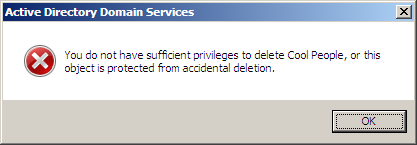 Active Directory Domain Services
You do not have sufficient privileges to delete Cool People, or this
object is protected from accidental deletion.
OK